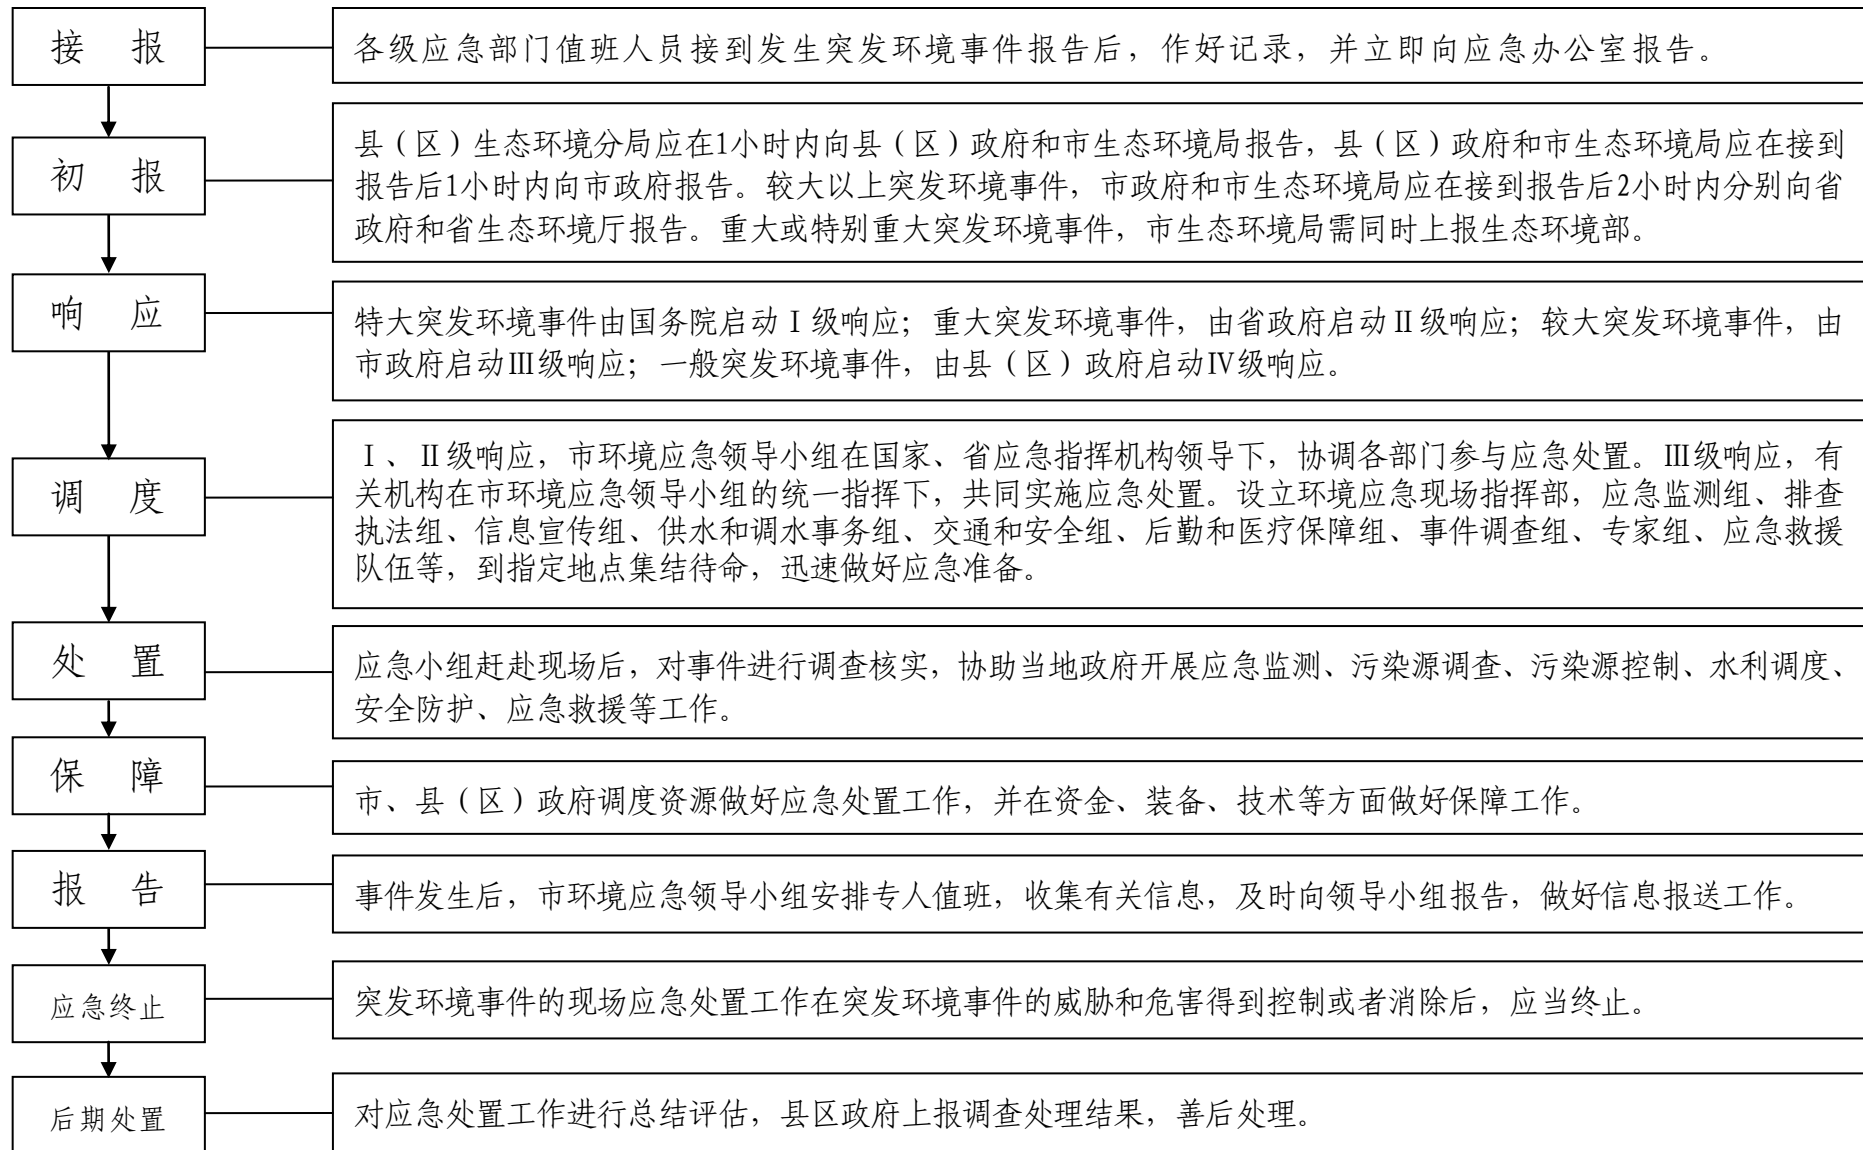 接 报
各级应急部门值班人员接到发生突发环境事件报告后，作好记录，并立即向应急办公室报告。
初 报
县（区）生态环境分局应在1小时内向县（区）政府和市生态环境局报告，县（区）政府和市生态环境局应在接到
报告后1小时内向市政府报告。较大以上突发环境事件，市政府和市生态环境局应在接到报告后2小时内分别向省
政府和省生态环境厅报告。重大或特别重大突发环境事件，市生态环境局需同时上报生态环境部。
响 应
特大突发环境事件由国务院启动Ⅰ级响应；重大突发环境事件，由省政府启动Ⅱ级响应；较大突发环境事件，由
市政府启动Ⅲ级响应；一般突发环境事件，由县（区）政府启动Ⅳ级响应。
调 度
Ⅰ、Ⅱ级响应，市环境应急领导小组在国家、省应急指挥机构领导下，协调各部门参与应急处置。Ⅲ级响应，有
关机构在市环境应急领导小组的统一指挥下，共同实施应急处置。设立环境应急现场指挥部，应急监测组、排查
执法组、信息宣传组、供水和调水事务组、交通和安全组、后勤和医疗保障组、事件调查组、专家组、应急救援
队伍等，到指定地点集结待命，迅速做好应急准备。
处 置
应急小组赶赴现场后，对事件进行调查核实，协助当地政府开展应急监测、污染源调查、污染源控制、水利调度、
安全防护、应急救援等工作。
保 障
市、县（区）政府调度资源做好应急处置工作，并在资金、装备、技术等方面做好保障工作。
报 告
事件发生后，市环境应急领导小组安排专人值班，收集有关信息，及时向领导小组报告，做好信息报送工作。
应急终止
突发环境事件的现场应急处置工作在突发环境事件的威胁和危害得到控制或者消除后，应当终止。
后期处置
对应急处置工作进行总结评估，县区政府上报调查处理结果，善后处理。